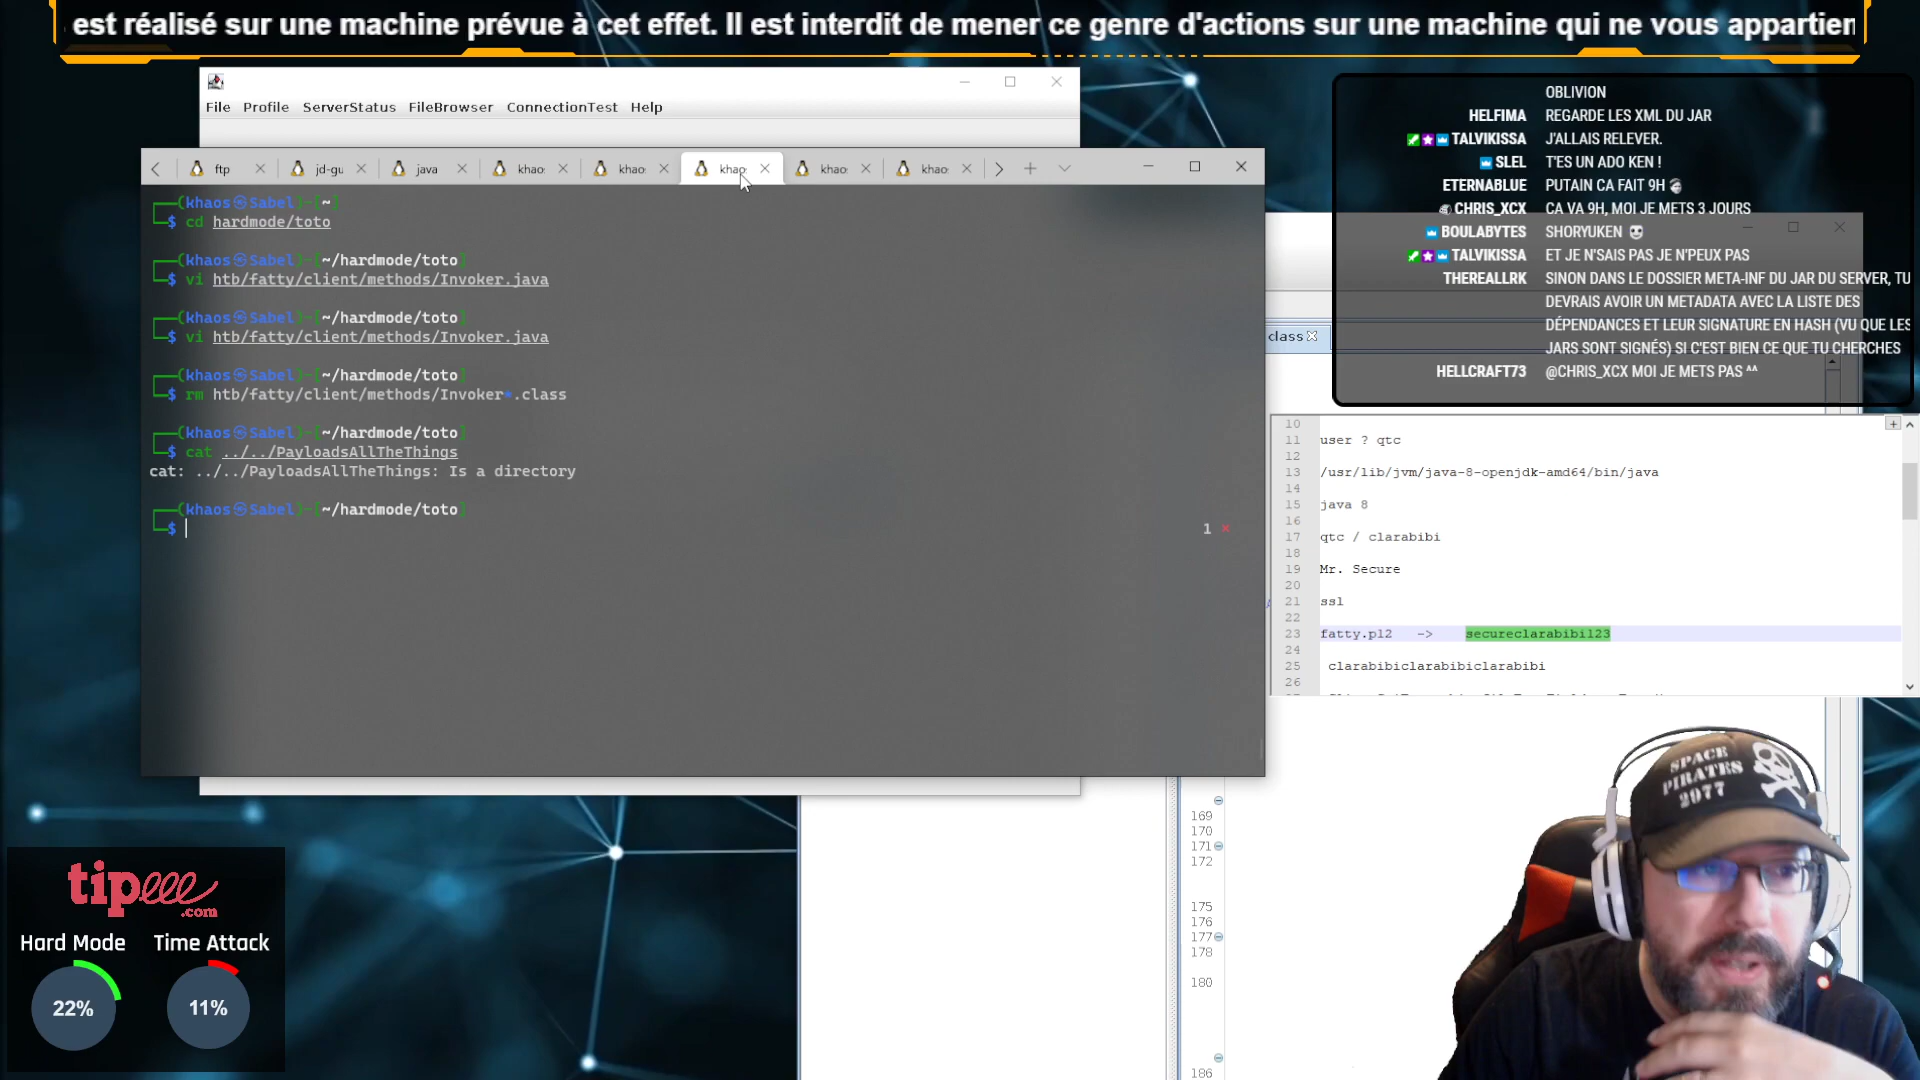 est réalisé sur une machine prévue à cet effet. Il est interdit de mener ce genre d'actions sur une machine qui ne vous appartien
File Profile ServerStatus FileBrowser ConnectionTest Help
ftp jd-gu java khao khao khao khao khao
┌──(khaos㉿Sabel)-[~]
└─$ cd hardmode/toto
┌──(khaos㉿Sabel)-[~/hardmode/toto]
└─$ vi htb/fatty/client/methods/Invoker.java
┌──(khaos㉿Sabel)-[~/hardmode/toto]
└─$ vi htb/fatty/client/methods/Invoker.java
┌──(khaos㉿Sabel)-[~/hardmode/toto]
└─$ rm htb/fatty/client/methods/Invoker*.class
┌──(khaos㉿Sabel)-[~/hardmode/toto]
└─$ cat ../../PayloadsAllTheThings
cat: ../../PayloadsAllTheThings: Is a directory
┌──(khaos㉿Sabel)-[~/hardmode/toto]
└─$
1 ×
OBLIVION
HELFIMA REGARDE LES XML DU JAR
TALVIKISSA J'ALLAIS RELEVER.
SLEL T'ES UN ADO KEN !
ETERNABLUE PUTAIN CA FAIT 9H
CHRIS_XCX CA VA 9H, MOI JE METS 3 JOURS
BOULABYTES SHORYUKEN
TALVIKISSA ET JE N'SAIS PAS JE N'PEUX PAS
THEREALLRK SINON DANS LE DOSSIER META-INF DU JAR DU SERVER, TU
DEVRAIS AVOIR UN METADATA AVEC LA LISTE DES
DÉPENDANCES ET LEUR SIGNATURE EN HASH (VU QUE LES
JARS SONT SIGNÉS) SI C'EST BIEN CE QUE TU CHERCHES
HELLCRAFT73 @CHRIS_XCX MOI JE METS PAS ^^
class
10
11 user ? qtc
12
13 /usr/lib/jvm/java-8-openjdk-amd64/bin/java
14
15 java 8
16
17 qtc / clarabibi
18
19 Mr. Secure
20
21 ssl
22
23 fatty.p12 -> secureclarabibi123
24
25 clarabibiclarabibiclarabibi
26
169
170
171
172
175
176
177
178
180
186
SPACE
PIRATES
2077
tipeee
.com
Hard Mode Time Attack
22% 11%